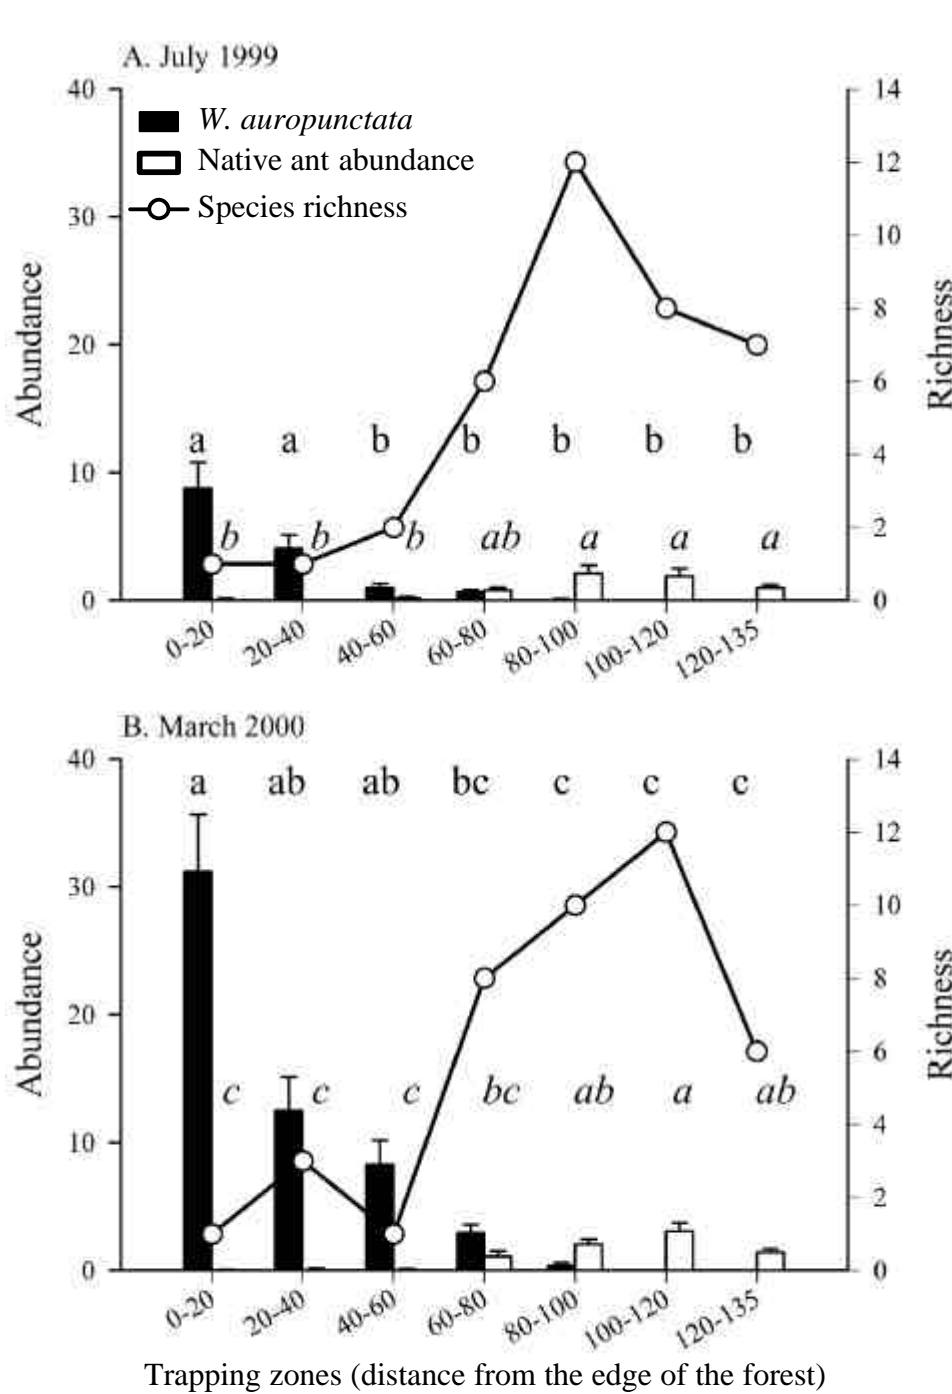 A. July 1999
40
30
20
10
0
Abundance
14
12
10
8
6
4
2
0
Richness
W. auropunctata
Native ant abundance
Species richness
a a b b b b b
b b b ab a a a
0-20 20-40 40-60 60-80 80-100 100-120 120-135
B. March 2000
40
30
20
10
0
Abundance
14
12
10
8
6
4
2
0
Richness
a ab ab bc c c c
c c c bc ab a ab
0-20 20-40 40-60 60-80 80-100 100-120 120-135
Trapping zones (distance from the edge of the forest)